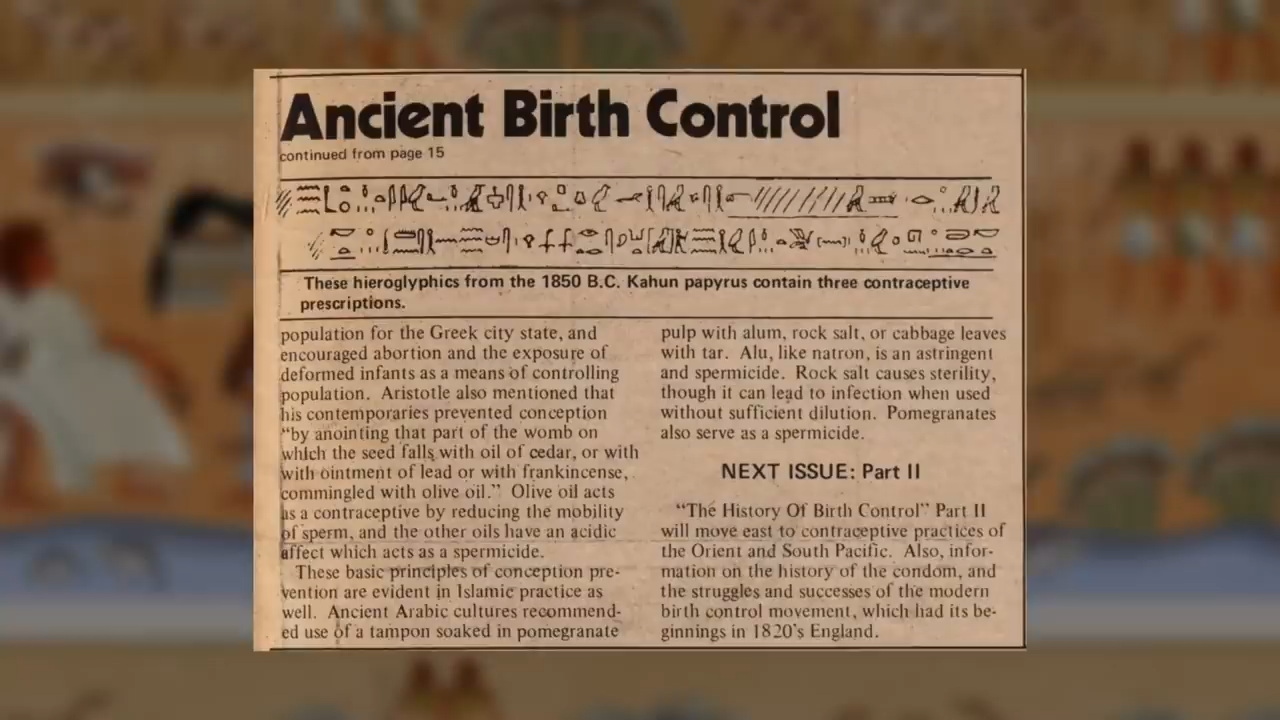 Ancient Birth Control
continued from page 15
These hieroglyphics from the 1850 B.C. Kahun papyrus contain three contraceptive
prescriptions.
population for the Greek city state, and
encouraged abortion and the exposure of
deformed infants as a means of controlling
population. Aristotle also mentioned that
his contemporaries prevented conception
“by anointing that part of the womb on
which the seed falls with oil of cedar, or with
with ointment of lead or with frankincense,
commingled with olive oil.” Olive oil acts
as a contraceptive by reducing the mobility
of sperm, and the other oils have an acidic
affect which acts as a spermicide.
These basic principles of conception pre-
vention are evident in Islamic practice as
well. Ancient Arabic cultures recommend-
ed use of a tampon soaked in pomegranate
pulp with alum, rock salt, or cabbage leaves
with tar. Alu, like natron, is an astringent
and spermicide. Rock salt causes sterility,
though it can lead to infection when used
without sufficient dilution. Pomegranates
also serve as a spermicide.
NEXT ISSUE: Part II
“The History Of Birth Control” Part II
will move east to contraceptive practices of
the Orient and South Pacific. Also, infor-
mation on the history of the condom, and
the struggles and successes of the modern
birth control movement, which had its be-
ginnings in 1820’s England.